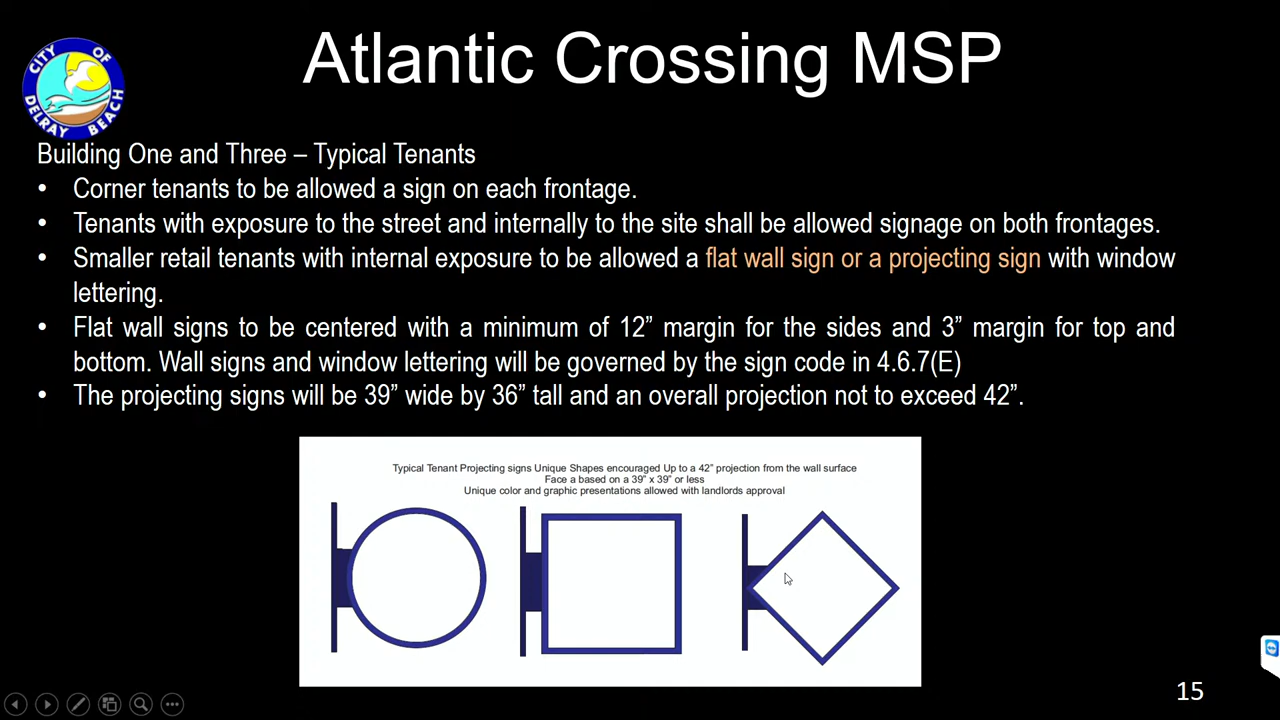 Atlantic Crossing MSP
CITY OF
DELRAY BEACH
Building One and Three – Typical Tenants
• Corner tenants to be allowed a sign on each frontage.
• Tenants with exposure to the street and internally to the site shall be allowed signage on both frontages.
• Smaller retail tenants with internal exposure to be allowed a flat wall sign or a projecting sign with window
lettering.
• Flat wall signs to be centered with a minimum of 12” margin for the sides and 3” margin for top and
bottom. Wall signs and window lettering will be governed by the sign code in 4.6.7(E)
• The projecting signs will be 39” wide by 36” tall and an overall projection not to exceed 42”.
Typical Tenant Projecting signs Unique Shapes encouraged Up to a 42” projection from the wall surface
Face a based on a 39” x 39” or less
Unique color and graphic presentations allowed with landlords approval
15